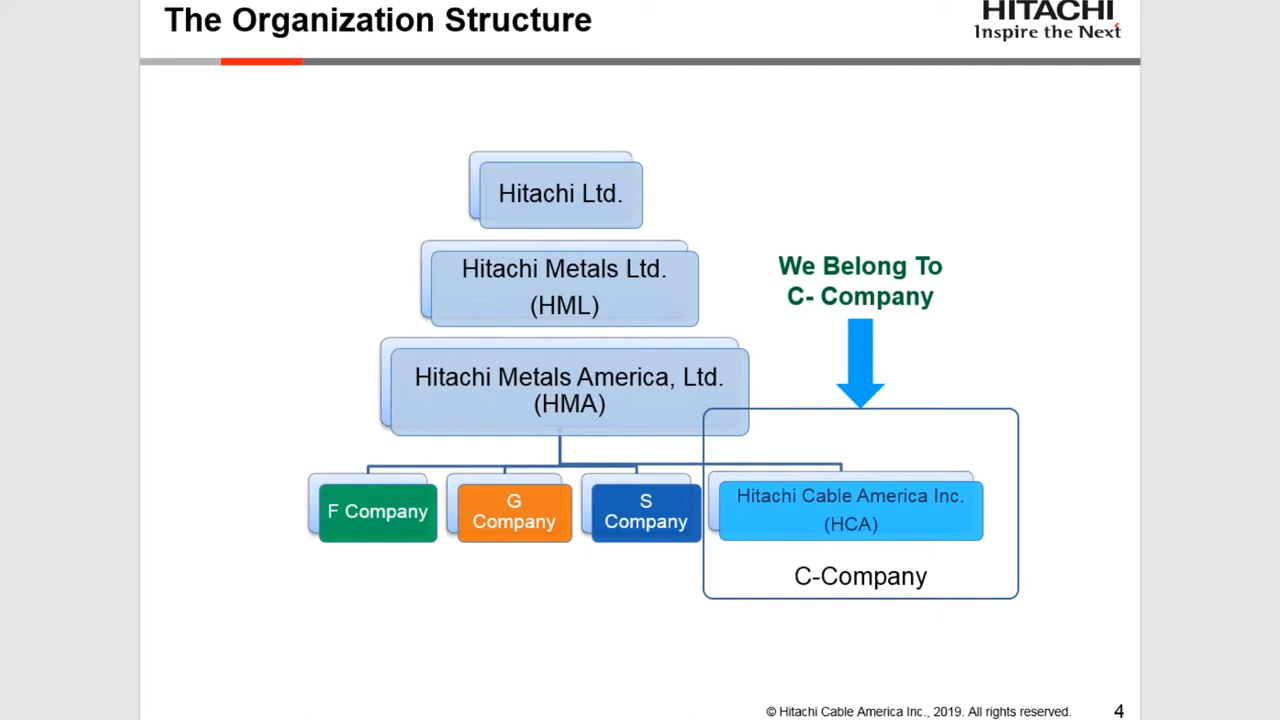 The Organization Structure
HITACHI
Inspire the Next
Hitachi Ltd.
Hitachi Metals Ltd.
(HML)
We Belong To
C- Company
Hitachi Metals America, Ltd.
(HMA)
F Company
G
Company
S
Company
Hitachi Cable America Inc.
(HCA)
C-Company
© Hitachi Cable America Inc., 2019. All rights reserved.
4